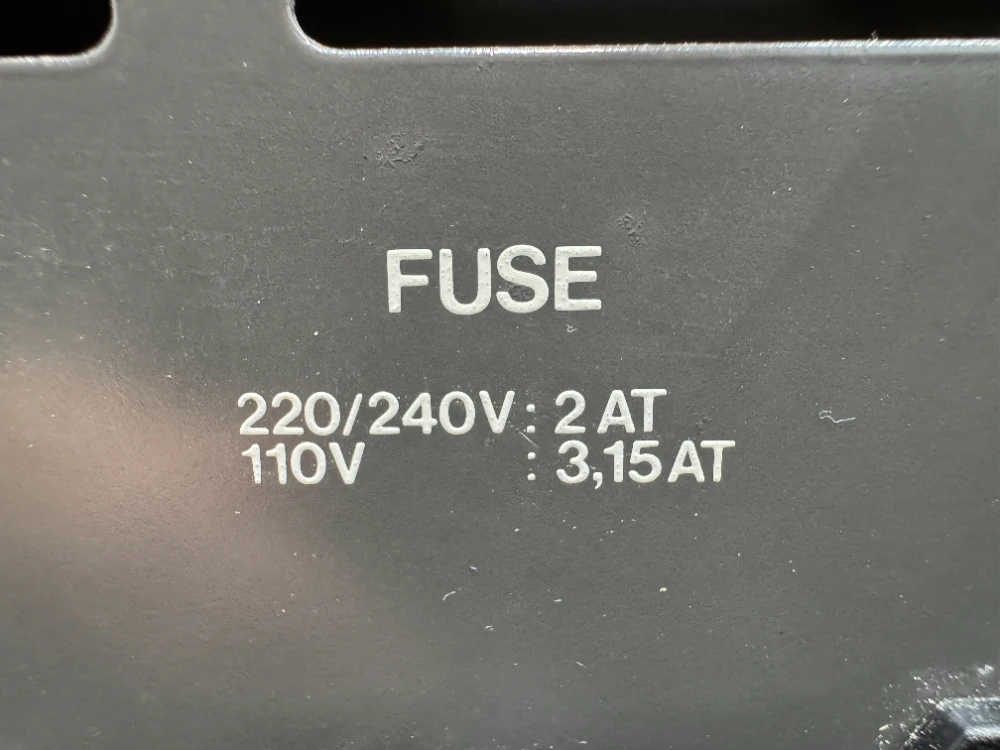 FUSE
220/240V: 2 AT
110V : 3,15 AT